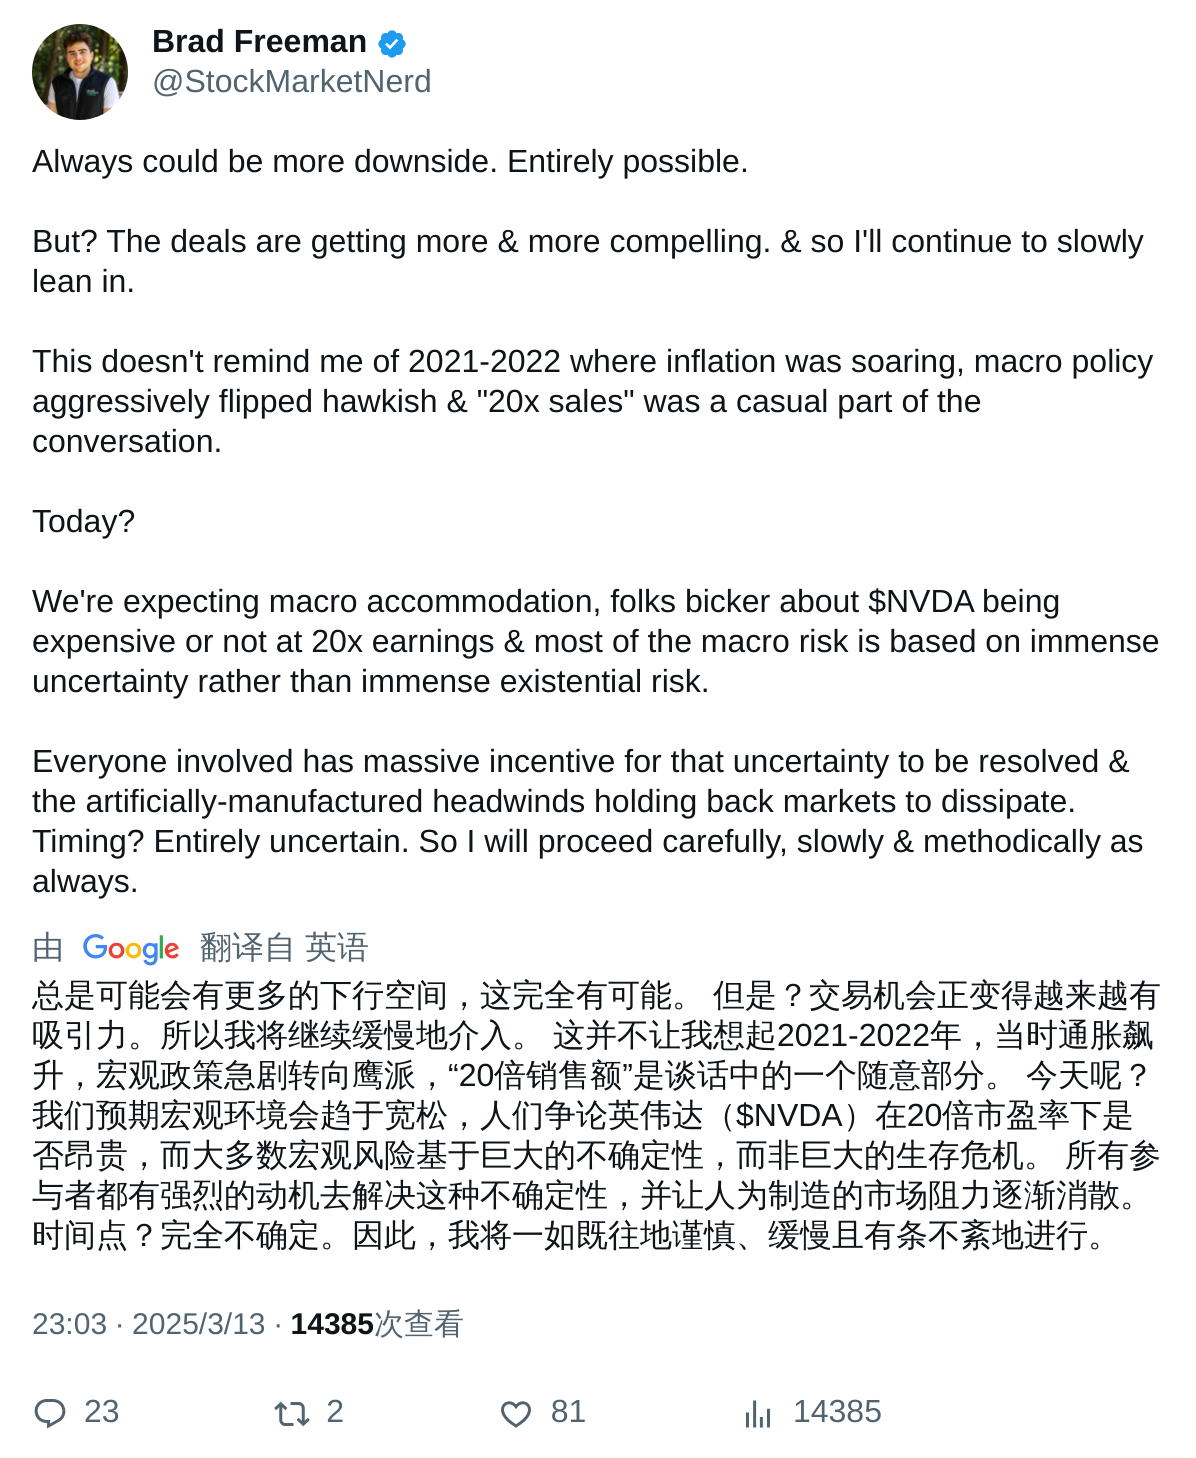 Brad Freeman
@StockMarketNerd
Always could be more downside. Entirely possible.
But? The deals are getting more & more compelling. & so I'll continue to slowly
lean in.
This doesn't remind me of 2021-2022 where inflation was soaring, macro policy
aggressively flipped hawkish & "20x sales" was a casual part of the
conversation.
Today?
We're expecting macro accommodation, folks bicker about $NVDA being
expensive or not at 20x earnings & most of the macro risk is based on immense
uncertainty rather than immense existential risk.
Everyone involved has massive incentive for that uncertainty to be resolved &
the artificially-manufactured headwinds holding back markets to dissipate.
Timing? Entirely uncertain. So I will proceed carefully, slowly & methodically as
always.
由 Google 翻译自 英语
总是可能会有更多的下行空间，这完全有可能。 但是？交易机会正变得越来越有
吸引力。所以我将继续缓慢地介入。 这并不让我想起2021-2022年，当时通胀飙
升，宏观政策急剧转向鹰派，“20倍销售额”是谈话中的一个随意部分。 今天呢？
我们预期宏观环境会趋于宽松，人们争论英伟达（$NVDA）在20倍市盈率下是
否昂贵，而大多数宏观风险基于巨大的不确定性，而非巨大的生存危机。 所有参
与者都有强烈的动机去解决这种不确定性，并让人为制造的市场阻力逐渐消散。
时间点？完全不确定。因此，我将一如既往地谨慎、缓慢且有条不紊地进行。
23:03 · 2025/3/13 · 14385次查看
23 2 81 14385